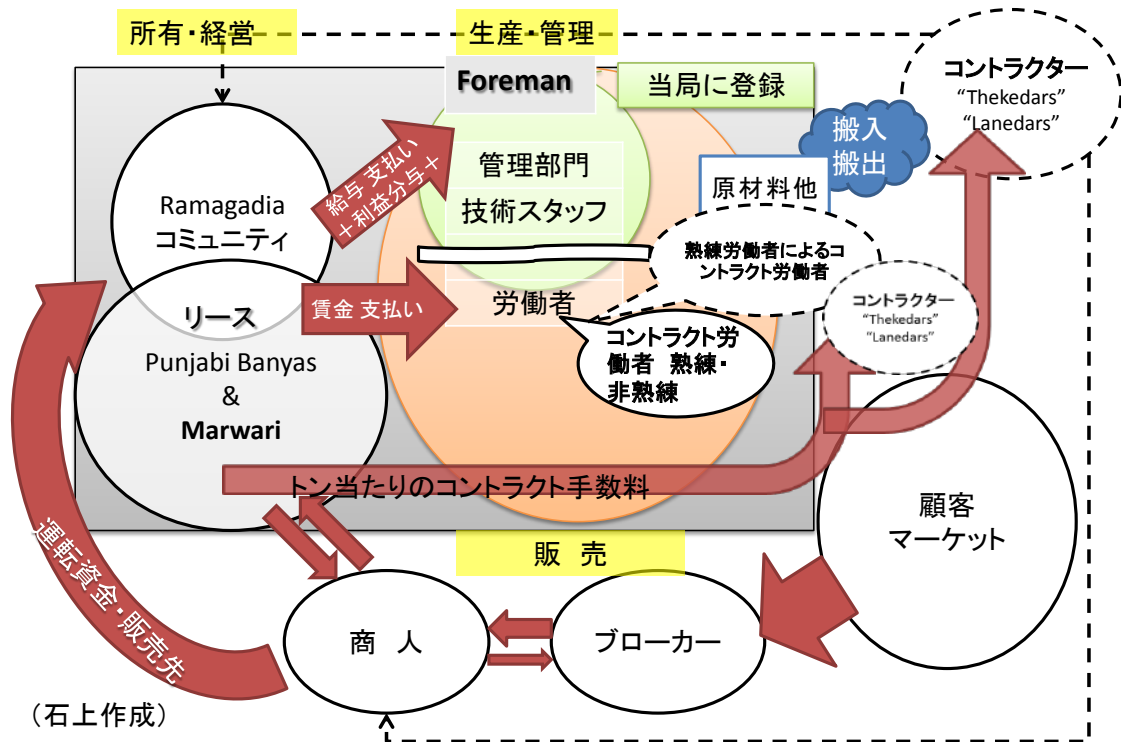 所有・経営
生産・管理
コントラクター
“Thekedars”
“Lanedars”
Foreman
当局に登録
搬入
搬出
給与 支払い
＋利益分与＋
管理部門
技術スタッフ
原材料他
Ramagadia
コミュニティ
熟練労働者によるコ
ントラクト労働者
リース
賃金 支払い
労働者
コントラクター
“Thekedars”
“Lanedars”
コントラクト労
働者 熟練・
非熟練
Punjabi Banyas
&
Marwari
トン当たりのコントラクト手数料
顧客
マーケット
運転資金・販売先
販 売
商 人
ブローカー
（石上作成）